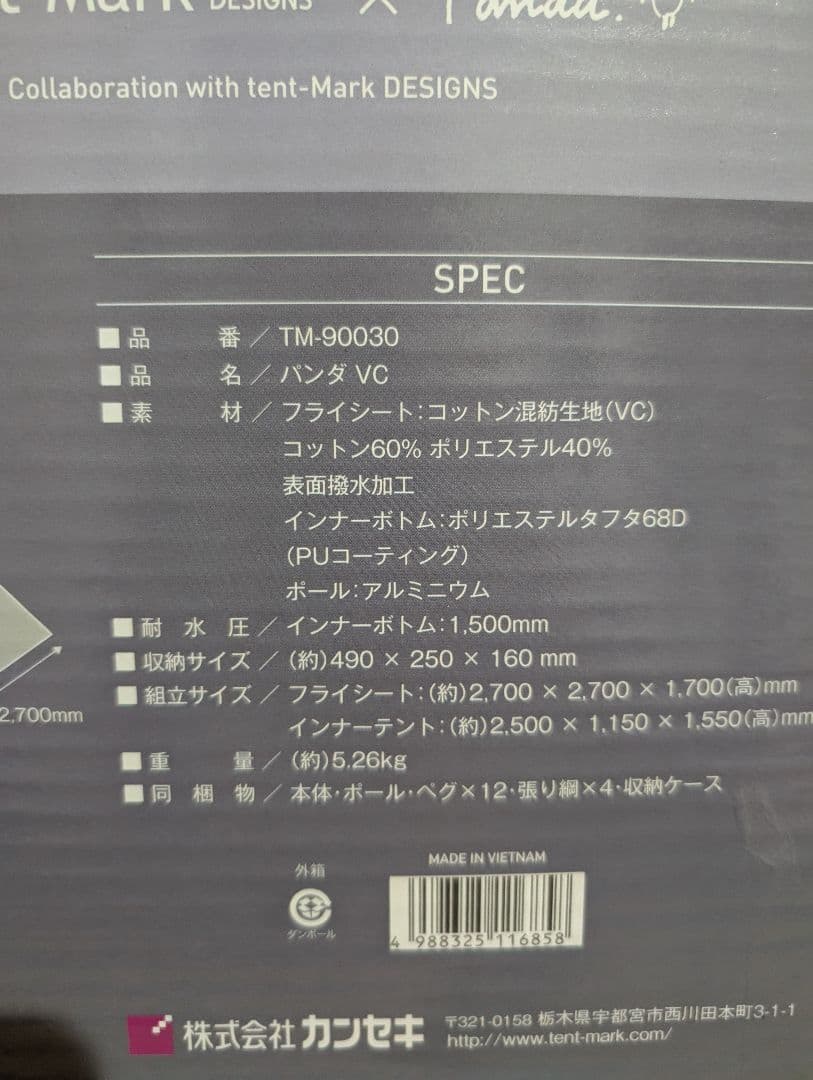 t-Mark DESIGNS × Panda!
Collaboration with tent-Mark DESIGNS
SPEC
■品　　番／TM-90030
■品　　名／パンダ VC
■素　　材／フライシート：コットン混紡生地（VC）
コットン60% ポリエステル40%
表面撥水加工
インナーボトム：ポリエステルタフタ68D
（PUコーティング）
ポール：アルミニウム
■耐 水 圧／インナーボトム：1,500mm
■収納サイズ／（約）490 × 250 × 160 mm
■組立サイズ／フライシート：（約）2,700 × 2,700 × 1,700（高）mm
インナーテント：（約）2,500 × 1,150 × 1,550（高）mm
2,700mm
■重　　量／（約）5.26kg
■同 梱 物／本体・ポール・ペグ×12・張り綱×4・収納ケース
MADE IN VIETNAM
外箱
ダンボール
4 988325 116858
株式会社カンセキ
〒321-0158 栃木県宇都宮市西川田本町3-1-1
http://www.tent-mark.com/